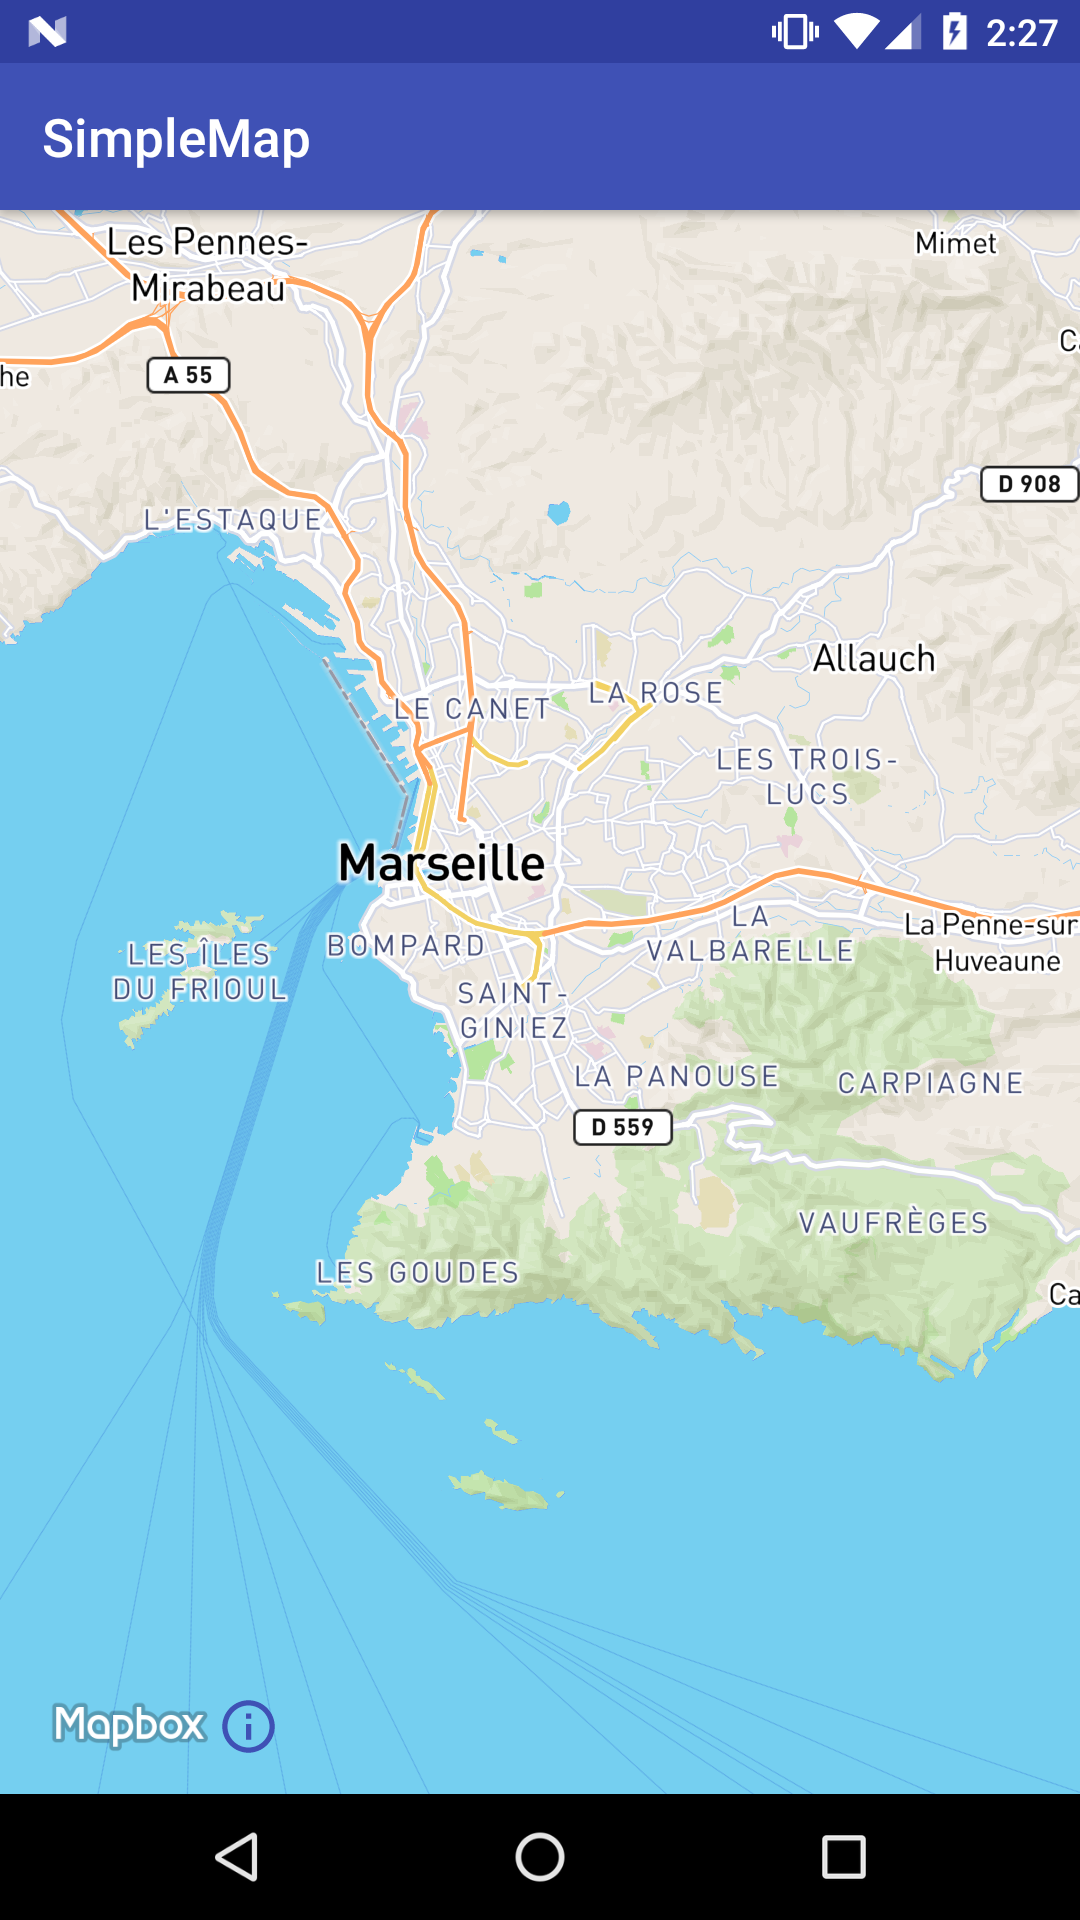 2:27
SimpleMap
Les Pennes-
Mirabeau
Mimet
he
A 55
D 908
L'ESTAQUE
Allauch
LA ROSE
LE CANET
LES TROIS-
LUCS
Marseille
LA
VALBARELLE
La Penne-sur
Huveaune
BOMPARD
LES ÎLES
DU FRIOUL
SAINT-
GINIEZ
LA PANOUSE
CARPIAGNE
D 559
VAUFRÈGES
LES GOUDES
Ca
Mapbox